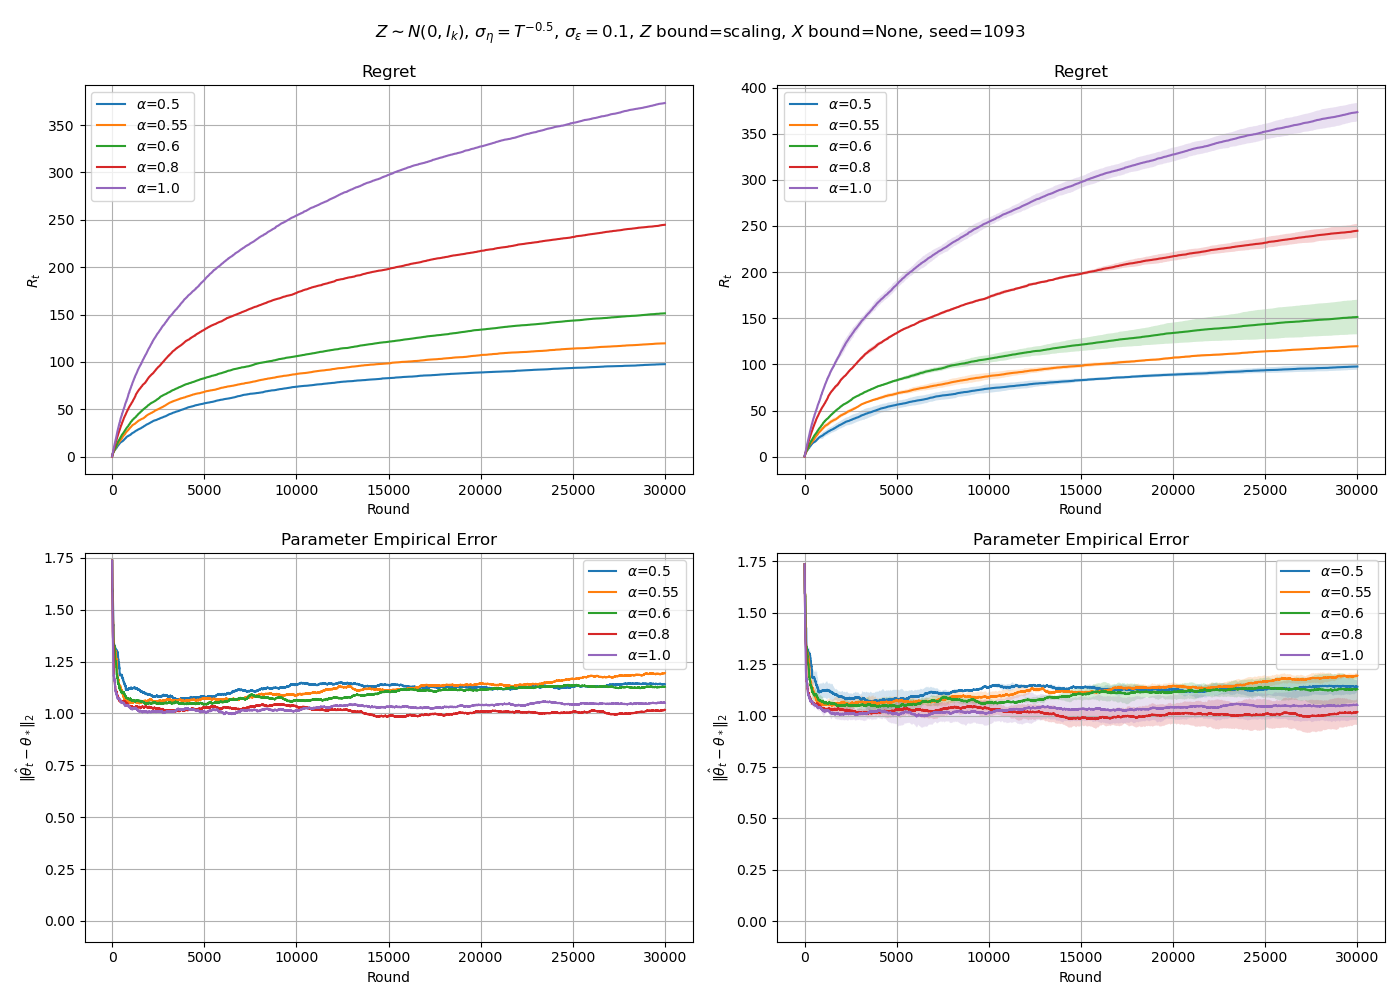 Z ~ N(0, I_k), σ_η = T^{-0.5}, σ_ε = 0.1, Z bound=scaling, X bound=None, seed=1093
Regret
α=0.5
α=0.55
α=0.6
α=0.8
α=1.0
350
300
250
200
150
100
50
0
R_t
0 5000 10000 15000 20000 25000 30000
Round
Regret
α=0.5
α=0.55
α=0.6
α=0.8
α=1.0
400
350
300
250
200
150
100
50
0
R_t
0 5000 10000 15000 20000 25000 30000
Round
Parameter Empirical Error
α=0.5
α=0.55
α=0.6
α=0.8
α=1.0
1.75
1.50
1.25
1.00
0.75
0.50
0.25
0.00
‖θ̂_t − θ_*‖_2
0 5000 10000 15000 20000 25000 30000
Round
Parameter Empirical Error
α=0.5
α=0.55
α=0.6
α=0.8
α=1.0
1.75
1.50
1.25
1.00
0.75
0.50
0.25
0.00
‖θ̂_t − θ_*‖_2
0 5000 10000 15000 20000 25000 30000
Round